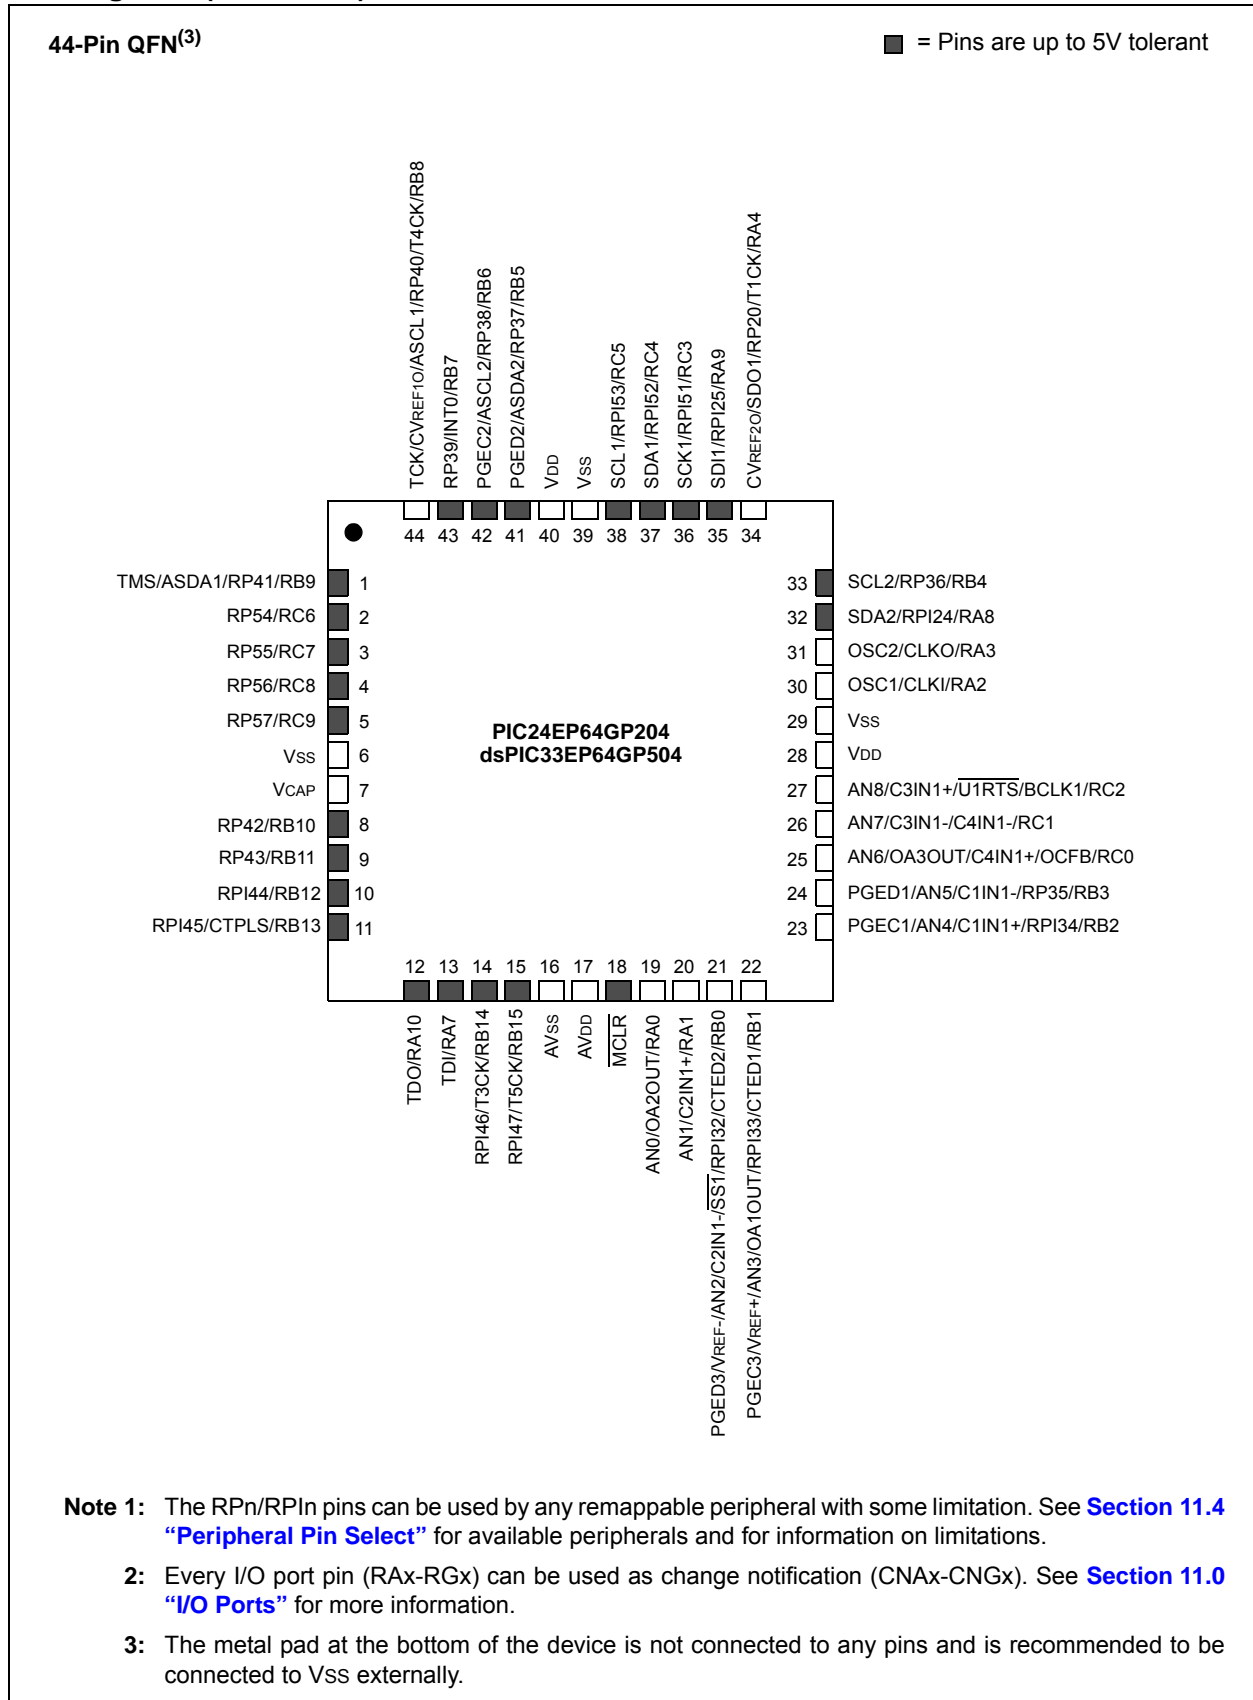 44-Pin QFN(3)
= Pins are up to 5V tolerant
TCK/CVREF1O/ASCL1/RP40/T4CK/RB8
RP39/INT0/RB7
PGEC2/ASCL2/RP38/RB6
PGED2/ASDA2/RP37/RB5
VDD
VSS
SCL1/RPI53/RC5
SDA1/RPI52/RC4
SCK1/RPI51/RC3
SDI1/RPI25/RA9
CVREF2O/SDO1/RP20/T1CK/RA4
44 43 42 41 40 39 38 37 36 35 34
TMS/ASDA1/RP41/RB9 1
RP54/RC6 2
RP55/RC7 3
RP56/RC8 4
RP57/RC9 5
VSS 6
VCAP 7
RP42/RB10 8
RP43/RB11 9
RPI44/RB12 10
RPI45/CTPLS/RB13 11
PIC24EP64GP204
dsPIC33EP64GP504
33 SCL2/RP36/RB4
32 SDA2/RPI24/RA8
31 OSC2/CLKO/RA3
30 OSC1/CLKI/RA2
29 VSS
28 VDD
27 AN8/C3IN1+/U1RTS/BCLK1/RC2
26 AN7/C3IN1-/C4IN1-/RC1
25 AN6/OA3OUT/C4IN1+/OCFB/RC0
24 PGED1/AN5/C1IN1-/RP35/RB3
23 PGEC1/AN4/C1IN1+/RPI34/RB2
12 13 14 15 16 17 18 19 20 21 22
TDO/RA10
TDI/RA7
RPI46/T3CK/RB14
RPI47/T5CK/RB15
AVSS
AVDD
MCLR
AN0/OA2OUT/RA0
AN1/C2IN1+/RA1
PGED3/VREF-/AN2/C2IN1-/SS1/RPI32/CTED2/RB0
PGEC3/VREF+/AN3/OA1OUT/RPI33/CTED1/RB1
Note 1: The RPn/RPIn pins can be used by any remappable peripheral with some limitation. See Section 11.4
"Peripheral Pin Select" for available peripherals and for information on limitations.
2: Every I/O port pin (RAx-RGx) can be used as change notification (CNAx-CNGx). See Section 11.0
"I/O Ports" for more information.
3: The metal pad at the bottom of the device is not connected to any pins and is recommended to be
connected to VSS externally.